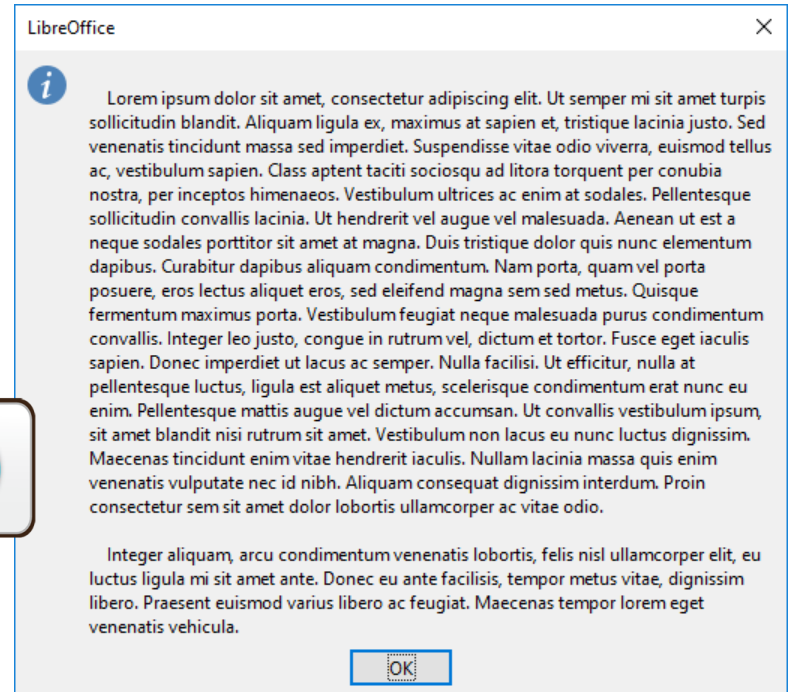 LibreOffice
Lorem ipsum dolor sit amet, consectetur adipiscing elit. Ut semper mi sit amet turpis
sollicitudin blandit. Aliquam ligula ex, maximus at sapien et, tristique lacinia justo. Sed
venenatis tincidunt massa sed imperdiet. Suspendisse vitae odio viverra, euismod tellus
ac, vestibulum sapien. Class aptent taciti sociosqu ad litora torquent per conubia
nostra, per inceptos himenaeos. Vestibulum ultrices ac enim at sodales. Pellentesque
sollicitudin convallis lacinia. Ut hendrerit vel augue vel malesuada. Aenean ut est a
neque sodales porttitor sit amet at magna. Duis tristique dolor quis nunc elementum
dapibus. Curabitur dapibus aliquam condimentum. Nam porta, quam vel porta
posuere, eros lectus aliquet eros, sed eleifend magna sem sed metus. Quisque
fermentum maximus porta. Vestibulum feugiat neque malesuada purus condimentum
convallis. Integer leo justo, congue in rutrum vel, dictum et tortor. Fusce eget iaculis
sapien. Donec imperdiet ut lacus ac semper. Nulla facilisi. Ut efficitur, nulla at
pellentesque luctus, ligula est aliquet metus, scelerisque condimentum erat nunc eu
enim. Pellentesque mattis augue vel dictum accumsan. Ut convallis vestibulum ipsum,
sit amet blandit nisi rutrum sit amet. Vestibulum non lacus eu nunc luctus dignissim.
Maecenas tincidunt enim vitae hendrerit iaculis. Nullam lacinia massa quis enim
venenatis vulputate nec id nibh. Aliquam consequat dignissim interdum. Proin
consectetur sem sit amet dolor lobortis ullamcorper ac vitae odio.
Integer aliquam, arcu condimentum venenatis lobortis, felis nisl ullamcorper elit, eu
luctus ligula mi sit amet ante. Donec eu ante facilisis, tempor metus vitae, dignissim
libero. Praesent euismod varius libero ac feugiat. Maecenas tempor lorem eget
venenatis vehicula.
OK